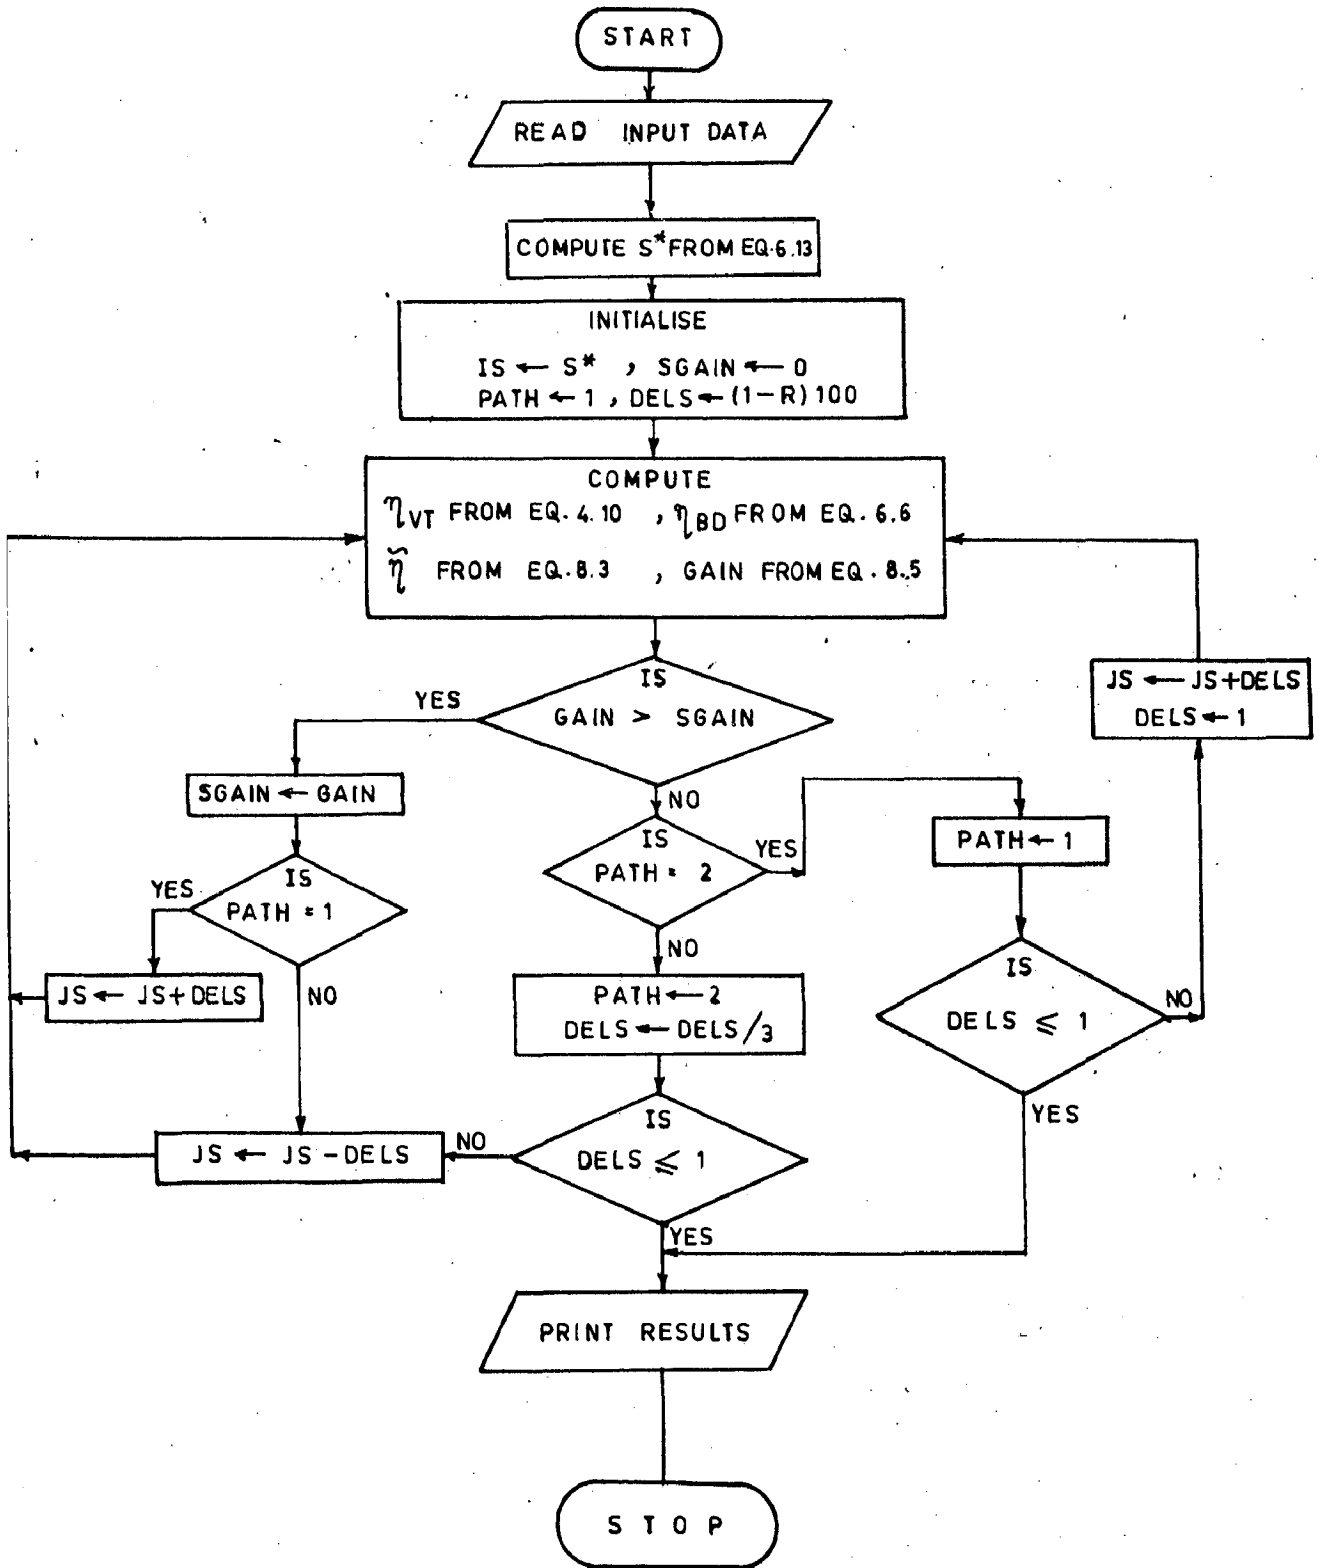 START
READ INPUT DATA
COMPUTE S* FROM EQ.6.13
INITIALISE
IS ← S* , SGAIN ← 0
PATH ← 1 , DELS ← (1-R)100
COMPUTE
η_VT FROM EQ. 4.10 , η_BD FROM EQ. 6.6
η̆ FROM EQ.8.3 , GAIN FROM EQ. 8.5
IS
GAIN > SGAIN
YES
NO
JS ← JS+DELS
DELS ← 1
SGAIN ← GAIN
IS
PATH = 2
YES
NO
PATH ← 1
IS
PATH = 1
YES
NO
JS ← JS+DELS
PATH ← 2
DELS ← DELS/3
IS
DELS ⩽ 1
NO
YES
JS ← JS-DELS
IS
DELS ⩽ 1
NO
YES
PRINT RESULTS
STOP